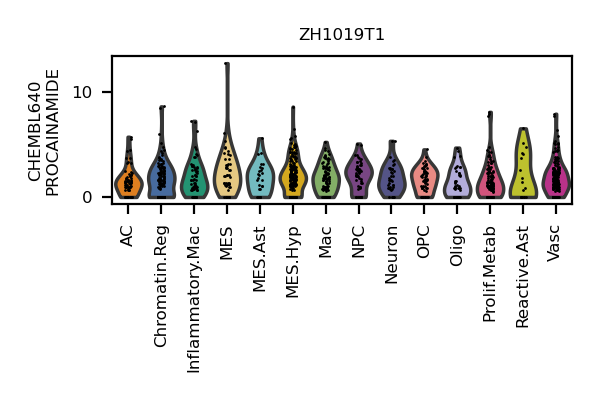 ZH1019T1
CHEMBL640
PROCAINAMIDE
10
0
AC
Chromatin.Reg
Inflammatory.Mac
MES
MES.Ast
MES.Hyp
Mac
NPC
Neuron
OPC
Oligo
Prolif.Metab
Reactive.Ast
Vasc